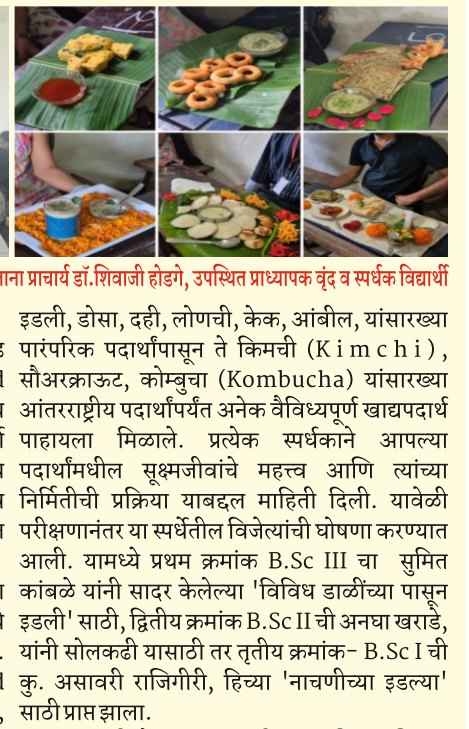 प्राचार्य डॉ.शिवाजी होडगे, उपस्थित प्राध्यापक वृंद व स्पर्धक विद्यार्थी
इडली, डोसा, दही, लोणची, केक, आंबील, यांसारख्या
पारंपरिक पदार्थांपासून ते किमची (Kimchi),
सौअरक्राऊट, कोम्बुचा (Kombucha) यांसारख्या
आंतरराष्ट्रीय पदार्थांपर्यंत अनेक वैविध्यपूर्ण खाद्यपदार्थ
पाहायला मिळाले. प्रत्येक स्पर्धकाने आपल्या
पदार्थांमधील सूक्ष्मजीवांचे महत्त्व आणि त्यांच्या
निर्मितीची प्रक्रिया याबद्दल माहिती दिली. यावेळी
परीक्षणानंतर या स्पर्धेतील विजेत्यांची घोषणा करण्यात
आली. यामध्ये प्रथम क्रमांक B.Sc III चा सुमित
कांबळे यांनी सादर केलेल्या 'विविध डाळींच्या पासून
इडली' साठी, द्वितीय क्रमांक B.Sc II ची अनघा खराडे,
यांनी सोलकढी यासाठी तर तृतीय क्रमांक- B.Sc I ची
कु. असावरी राजिगीरी, हिच्या 'नाचणीच्या इडल्या'
साठी प्राप्त झाला.